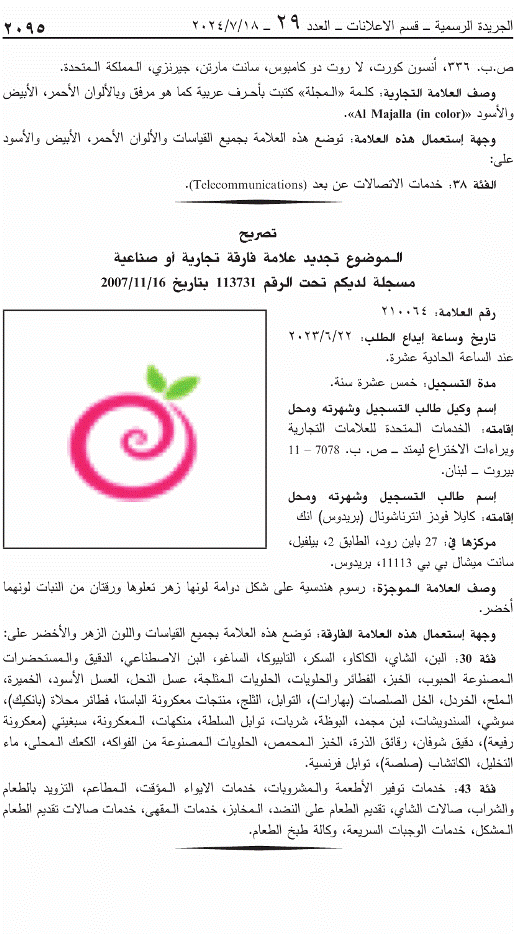 الجريدة الرسمية ــ قسم الاعلانات ــ العدد ٢٩ ــ ٢٠٢٤/٧/١٨
٢٠٩٥
ص.ب. ٣٣٦، أنسون كورت، لا روت دو كامبوس، سانت مارتن، جيرنزي، المملكة المتحدة.
وصف العلامة التجارية: كلمة «المجلة» كتبت بأحرف عربية كما هو مرفق وبالألوان الأحمر، الأبيض
والأسود «Al Majalla (in color)».
وجهة إستعمال هذه العلامة: توضع هذه العلامة بجميع القياسات والألوان الأحمر، الأبيض والأسود
على:
الفئة ٣٨: خدمات الاتصالات عن بعد (Telecommunications).
تصريح
الموضوع تجديد علامة فارقة تجارية أو صناعية
مسجلة لديكم تحت الرقم 113731 بتاريخ 2007/11/16
رقم العلامة: ٢١٠٠٦٤
تاريخ وساعة إيداع الطلب: ٢٠٢٣/٦/٢٢
عند الساعة الحادية عشرة.
مدة التسجيل: خمس عشرة سنة.
إسم وكيل طالب التسجيل وشهرته ومحل
إقامته: الخدمات المتحدة للعلامات التجارية
وبراءات الاختراع ليمتد ــ ص. ب. 7078 – 11
بيروت ــ لبنان.
إسم طالب التسجيل وشهرته ومحل
إقامته: كايلا فودز انترناشونال (بربدوس) انك
مركزها في: 27 باين رود، الطابق 2، بيلفيل،
سانت ميشال بي بي 11113، بربدوس.
وصف العلامة الموجزة: رسوم هندسية على شكل دوامة لونها زهر تعلوها ورقتان من النبات لونهما
أخضر.
وجهة إستعمال هذه العلامة الفارقة: توضع هذه العلامة بجميع القياسات واللون الزهر والأخضر على:
فئة 30: البن، الشاي، الكاكاو، السكر، التابيوكا، الساغو، البن الاصطناعي، الدقيق والمستحضرات
المصنوعة الحبوب، الخبز، الفطائر والحلويات، الحلويات المثلجة، عسل النحل، العسل الأسود، الخميرة،
الملح، الخردل، الخل الصلصات (بهارات)، التوابل، الثلج، منتجات معكرونة الباستا، فطائر محلاة (بانكيك)،
سوشي، السندويشات، لبن مجمد، البوظة، شربات، توابل السلطة، منكهات، المعكرونة، سبغيتي (معكرونة
رفيعة)، دقيق شوفان، رقائق الذرة، الخبز المحمص، الحلويات المصنوعة من الفواكه، الكعك المحلى، ماء
التخليل، الكاتشاب (صلصة)، توابل فرنسية.
فئة 43: خدمات توفير الأطعمة والمشروبات، خدمات الايواء المؤقت، المطاعم، التزويد بالطعام
والشراب، صالات الشاي، تقديم الطعام على النضد، المخابز، خدمات المقهى، خدمات صالات تقديم الطعام
المشكل، خدمات الوجبات السريعة، وكالة طبخ الطعام.